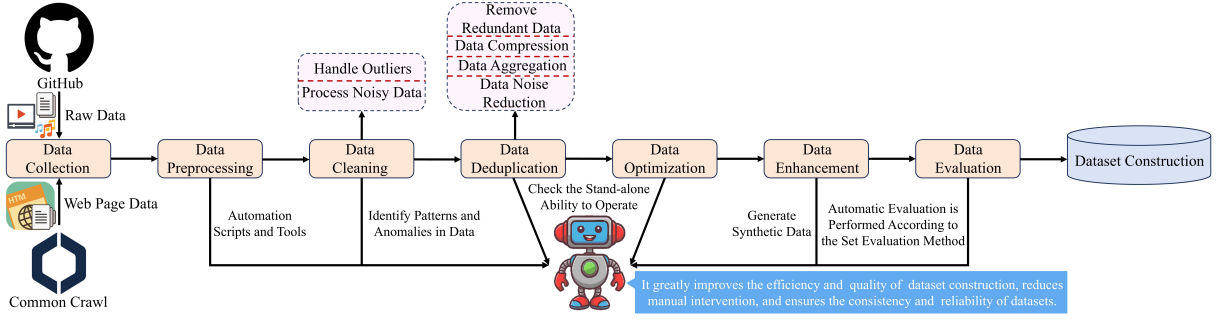 GitHub
Raw Data
Data
Collection
HTM
Web Page Data
Common Crawl
Data
Preprocessing
Automation
Scripts and Tools
Handle Outliers
Process Noisy Data
Data
Cleaning
Identify Patterns and
Anomalies in Data
Remove
Redundant Data
Data Compression
Data Aggregation
Data Noise
Reduction
Data
Deduplication
Check the Stand-alone
Ability to Operate
Data
Optimization
Data
Enhancement
Generate
Synthetic Data
Data
Evaluation
Automatic Evaluation is
Performed According to
the Set Evaluation Method
Dataset Construction
It greatly improves the efficiency and quality of dataset construction, reduces
manual intervention, and ensures the consistency and reliability of datasets.